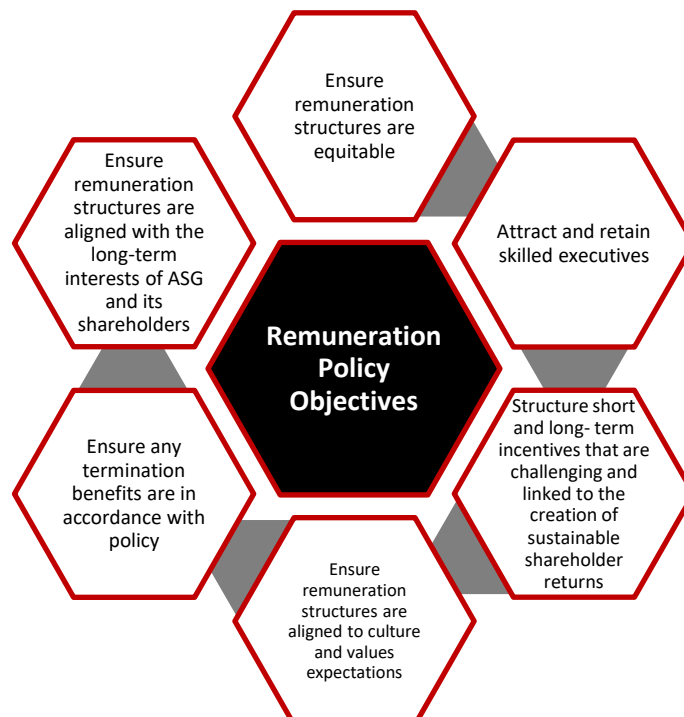 Ensure
remuneration
structures are
equitable
Attract and retain
skilled executives
Structure short
and long- term
incentives that are
challenging and
linked to the
creation of
sustainable
shareholder
returns
Ensure
remuneration
structures are
aligned to culture
and values
expectations
Ensure any
termination
benefits are in
accordance with
policy
Ensure
remuneration
structures are
aligned with the
long-term
interests of ASG
and its
shareholders
Remuneration
Policy
Objectives